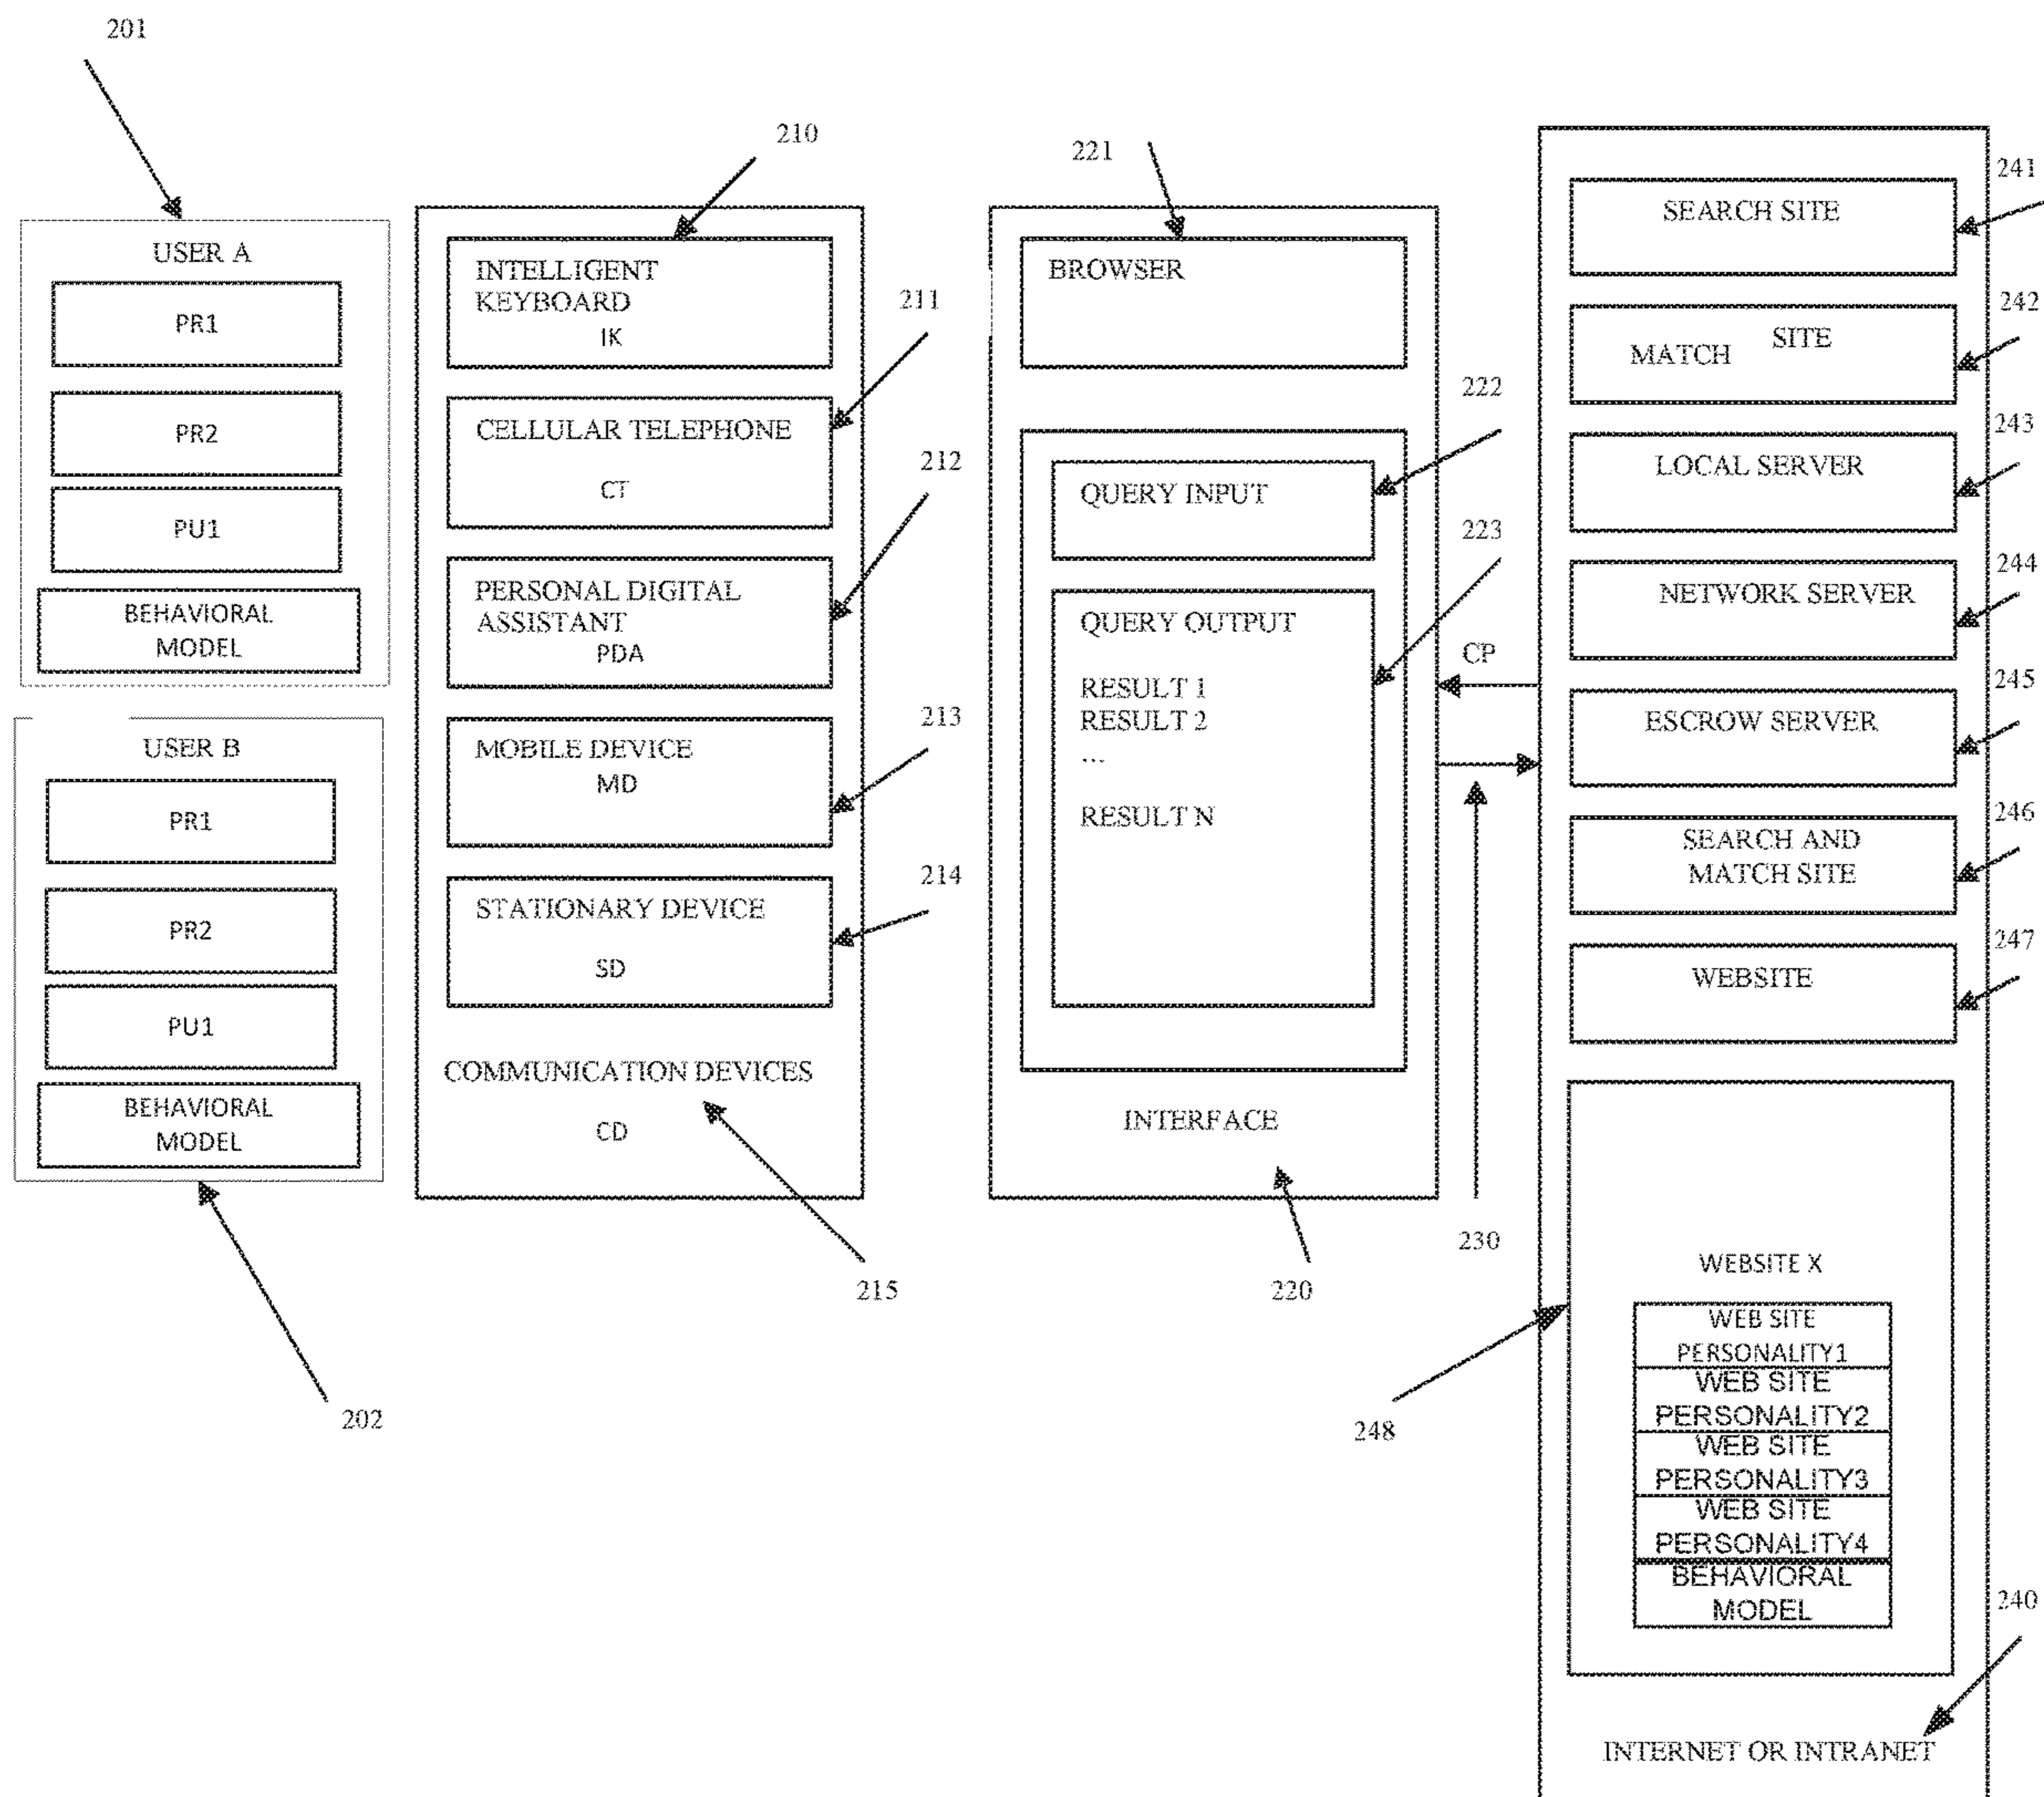 201
USER A
PR1
PR2
PU1
BEHAVIORAL
MODEL
USER B
PR1
PR2
PU1
BEHAVIORAL
MODEL
202
210
INTELLIGENT
KEYBOARD
IK
211
CELLULAR TELEPHONE
CT
212
PERSONAL DIGITAL
ASSISTANT
PDA
213
MOBILE DEVICE
MD
214
STATIONARY DEVICE
SD
COMMUNICATION DEVICES
CD
215
221
BROWSER
222
QUERY INPUT
223
QUERY OUTPUT
RESULT 1
RESULT 2
...
RESULT N
INTERFACE
220
CP
230
241
SEARCH SITE
242
MATCH SITE
243
LOCAL SERVER
244
NETWORK SERVER
245
ESCROW SERVER
246
SEARCH AND
MATCH SITE
247
WEBSITE
WEBSITE X
WEB SITE
PERSONALITY1
WEB SITE
PERSONALITY2
WEB SITE
PERSONALITY3
WEB SITE
PERSONALITY4
BEHAVIORAL
MODEL
248
240
INTERNET OR INTRANET